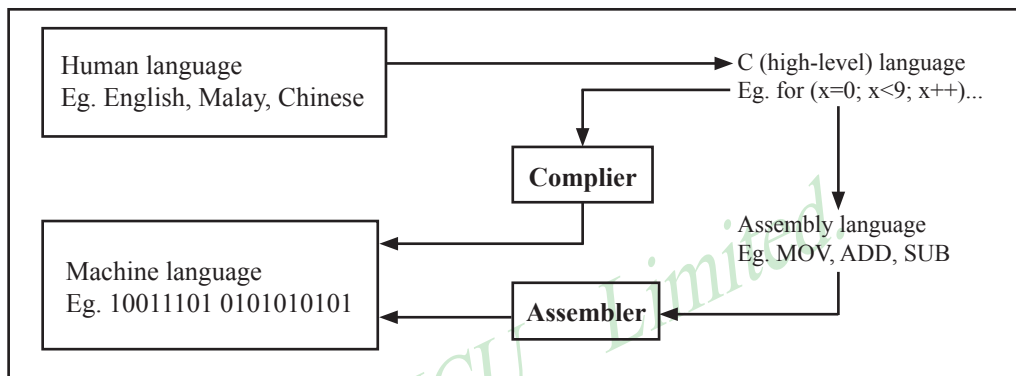 Human language
Eg. English, Malay, Chinese
C (high-level) language
Eg. for (x=0; x<9; x++)...
Complier
Assembly language
Eg. MOV, ADD, SUB
Machine language
Eg. 10011101 0101010101
Assembler
Limited.